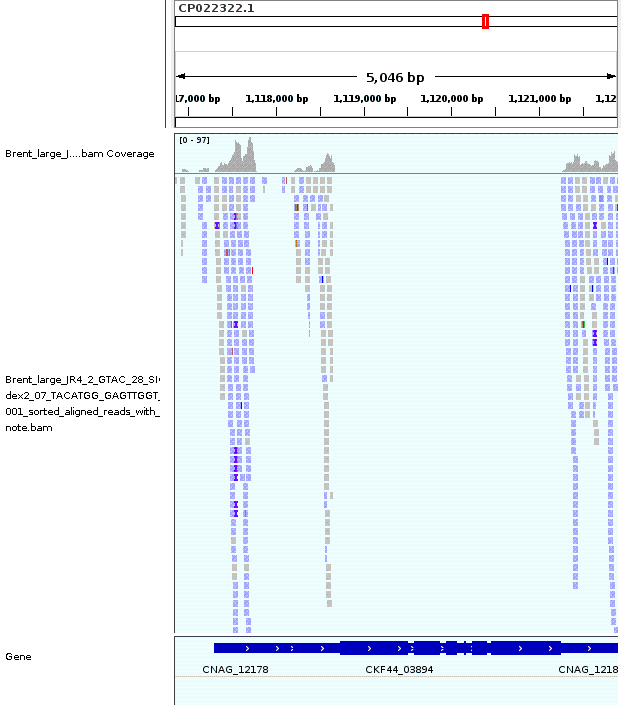 CP022322.1
5,046 bp
17,000 bp 1,118,000 bp 1,119,000 bp 1,120,000 bp 1,121,000 bp 1,12
[0 - 97]
Brent_large_J....bam Coverage
Brent_large_JR4_2_GTAC_28_SI
dex2_07_TACATGG_GAGTTGGT_
001_sorted_aligned_reads_with_
note.bam
Gene
CNAG_12178 CKF44_03894 CNAG_1218